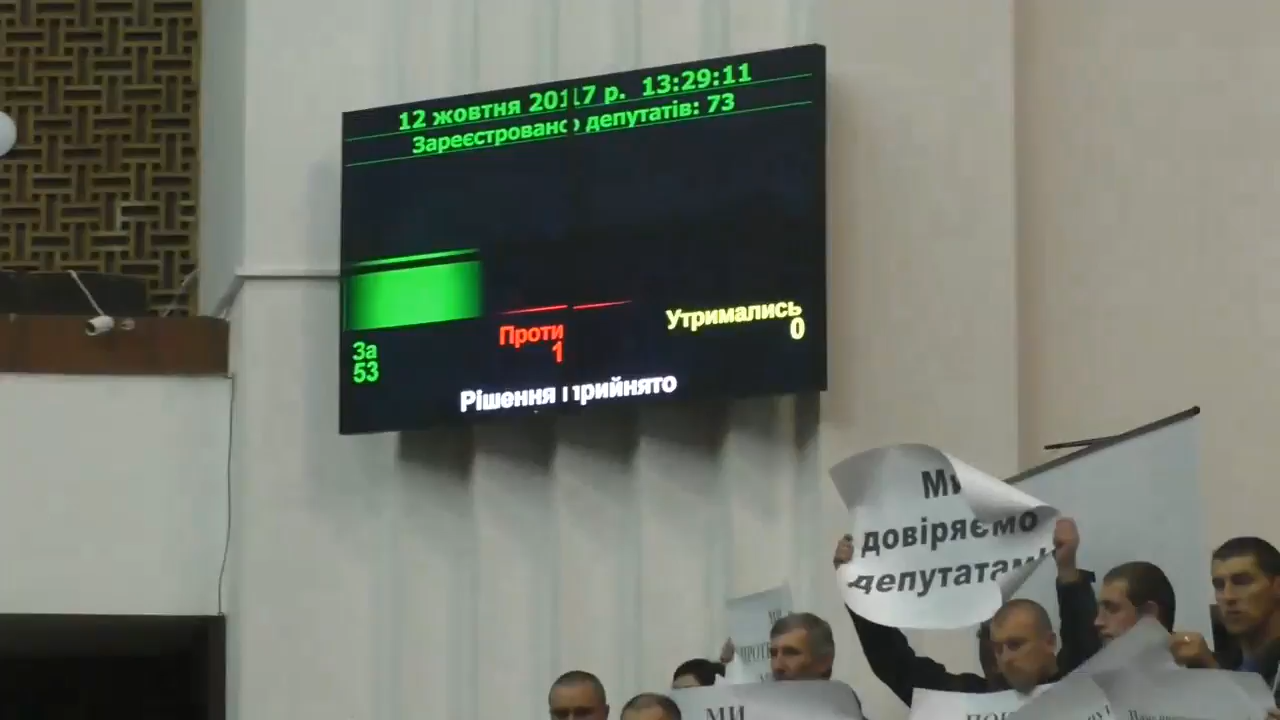 12 жовтня 2017 р. 13:29:11
Зареєстровано депутатів: 73
За
53
Проти
1
Утримались
0
Рішення прийнято
Ми
довіряємо
депутатам!
МИ